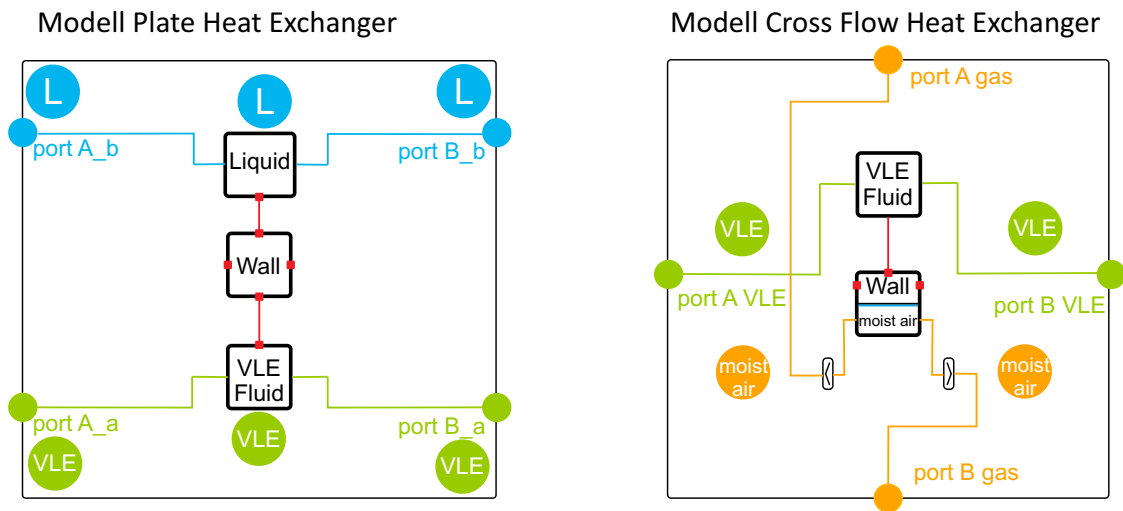 Modell Plate Heat Exchanger
L
L
L
port A_b
port B_b
Liquid
Wall
VLE
Fluid
port A_a
port B_a
VLE
VLE
VLE
Modell Cross Flow Heat Exchanger
port A gas
VLE
Fluid
VLE
VLE
port A VLE
port B VLE
Wall
moist air
moist
air
moist
air
port B gas